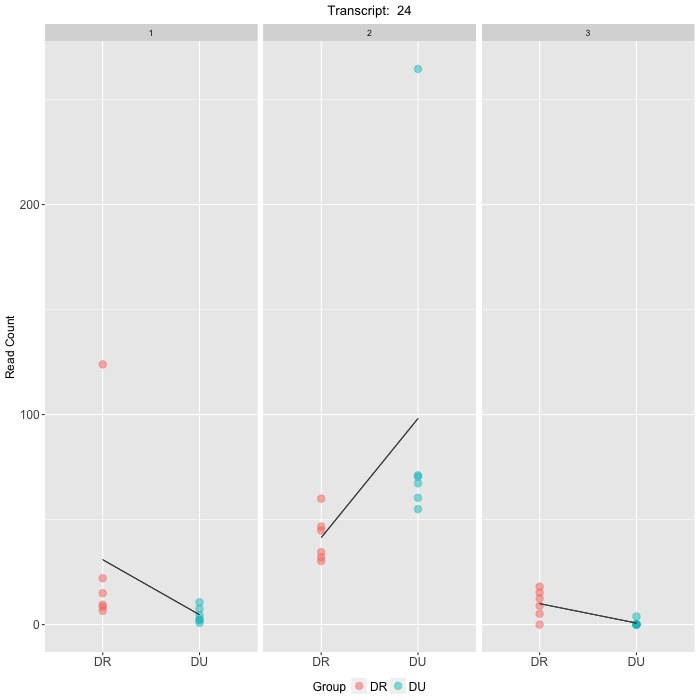 Transcript:  24
1 2 3
Read Count
200
100
0
DR DU DR DU DR DU
Group DR DU